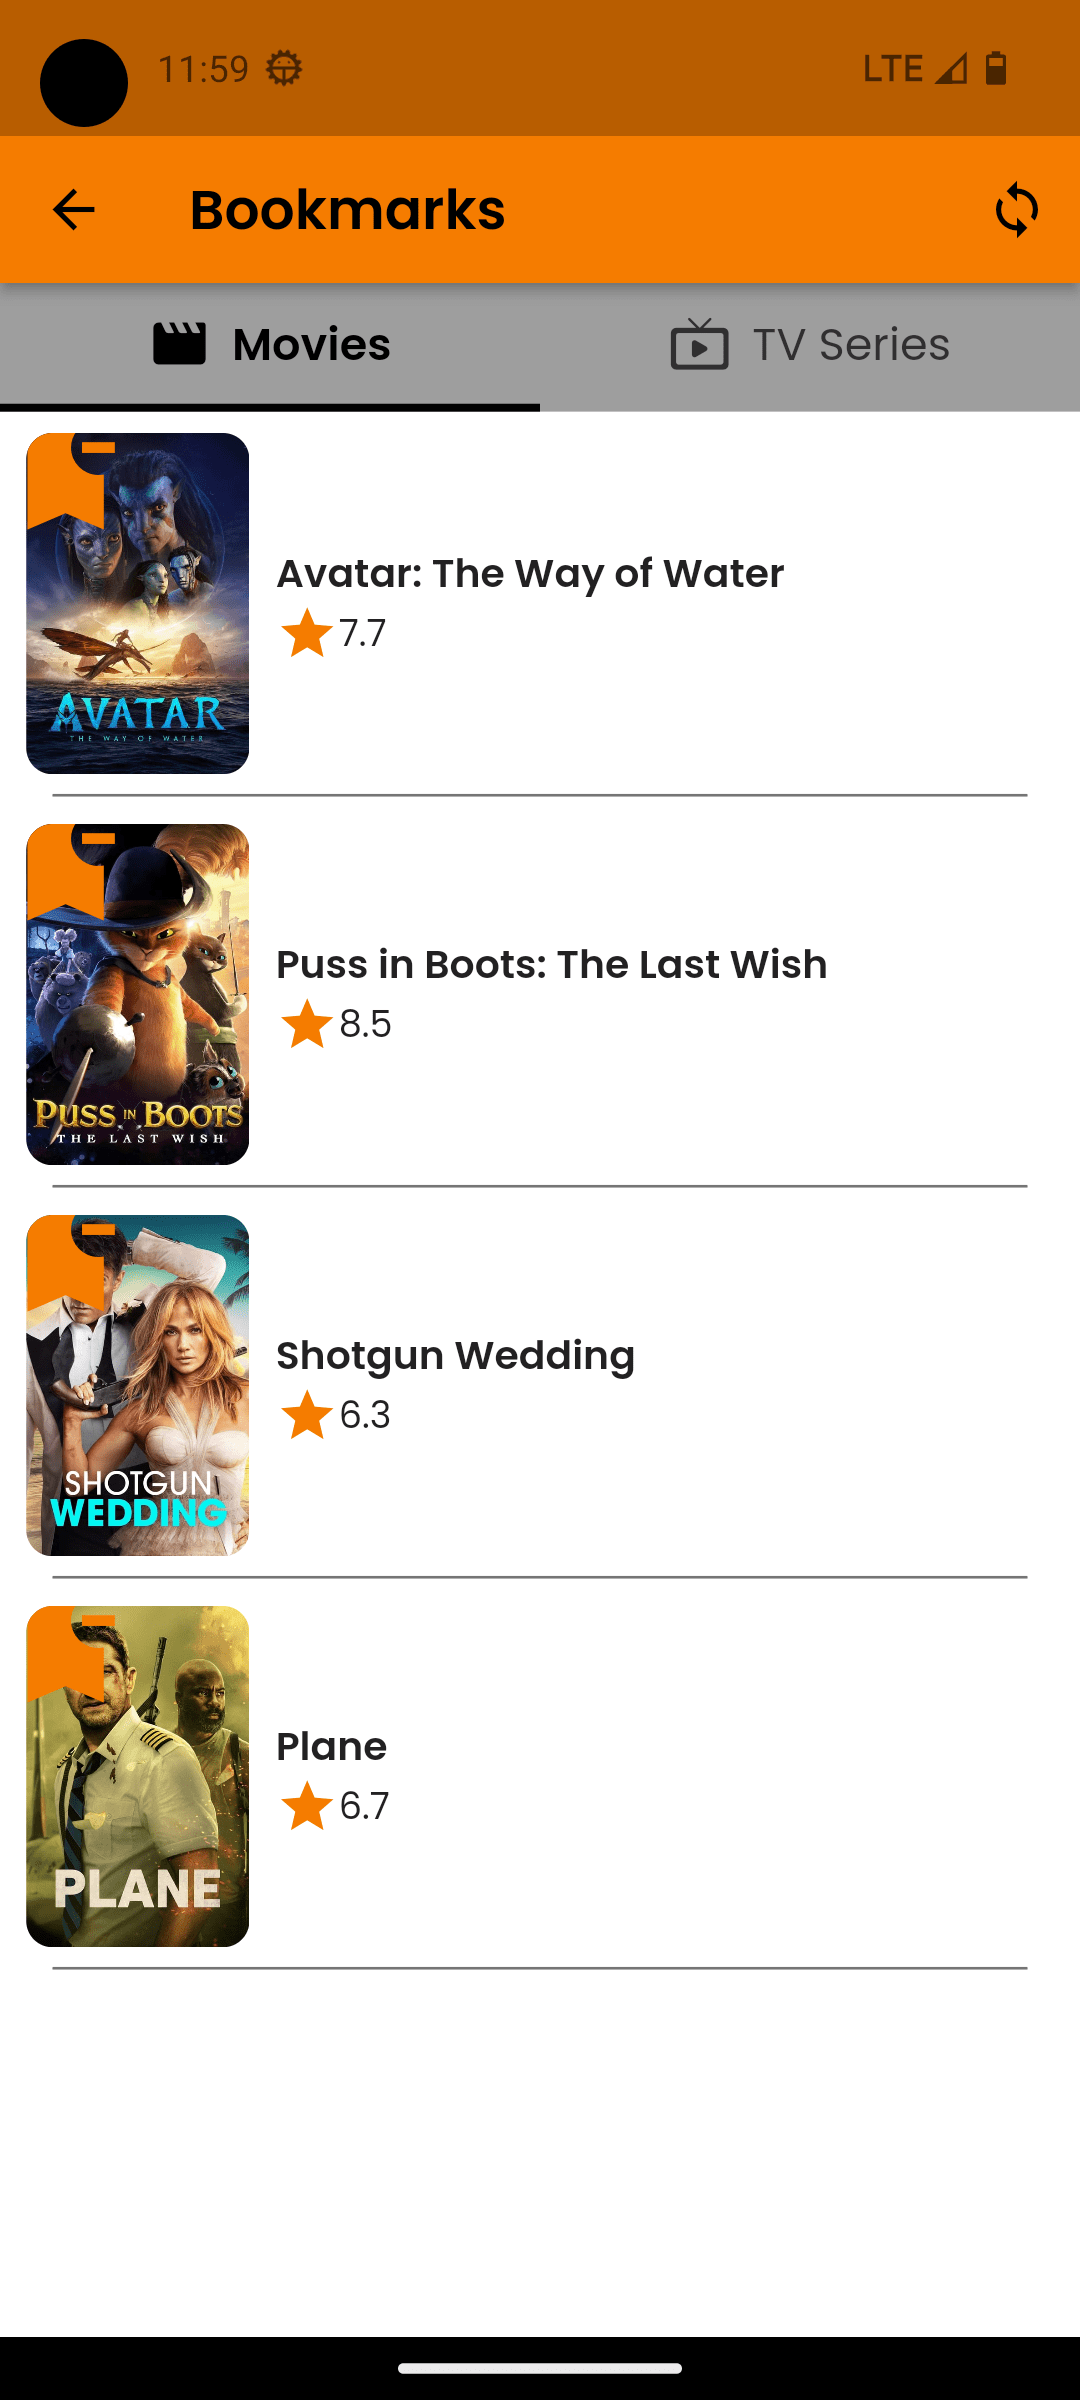 11:59
LTE
Bookmarks
Movies
TV Series
AVATAR
THE WAY OF WATER
Avatar: The Way of Water
7.7
PUSS IN BOOTS
THE LAST WISH
Puss in Boots: The Last Wish
8.5
SHOTGUN
WEDDING
Shotgun Wedding
6.3
PLANE
Plane
6.7